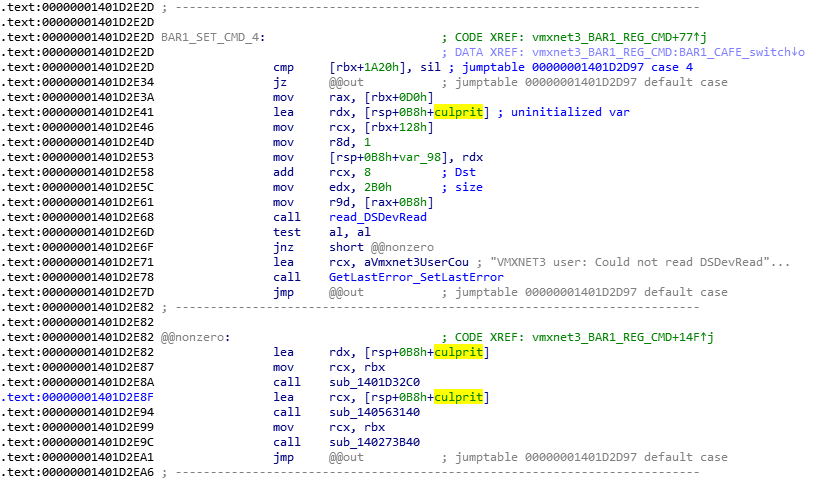 .text:00000001401D2E2D ; ---------------------------------------------------------------------------
.text:00000001401D2E2D
.text:00000001401D2E2D BAR1_SET_CMD_4: ; CODE XREF: vmxnet3_BAR1_REG_CMD+77↑j
.text:00000001401D2E2D ; DATA XREF: vmxnet3_BAR1_REG_CMD:BAR1_CAFE_switch↓o
.text:00000001401D2E2D cmp [rbx+1A20h], sil ; jumptable 00000001401D2D97 case 4
.text:00000001401D2E34 jz @@out ; jumptable 00000001401D2D97 default case
.text:00000001401D2E3A mov rax, [rbx+0D0h]
.text:00000001401D2E41 lea rdx, [rsp+0B8h+culprit] ; uninitialized var
.text:00000001401D2E46 mov rcx, [rbx+128h]
.text:00000001401D2E4D mov r8d, 1
.text:00000001401D2E53 mov [rsp+0B8h+var_98], rdx
.text:00000001401D2E58 add rcx, 8 ; Dst
.text:00000001401D2E5C mov edx, 2B0h ; size
.text:00000001401D2E61 mov r9d, [rax+0B8h]
.text:00000001401D2E68 call read_DSDevRead
.text:00000001401D2E6D test al, al
.text:00000001401D2E6F jnz short @@nonzero
.text:00000001401D2E71 lea rcx, aVmxnet3UserCou ; "VMXNET3 user: Could not read DSDevRead"...
.text:00000001401D2E78 call GetLastError_SetLastError
.text:00000001401D2E7D jmp @@out ; jumptable 00000001401D2D97 default case
.text:00000001401D2E82 ; ---------------------------------------------------------------------------
.text:00000001401D2E82
.text:00000001401D2E82 @@nonzero: ; CODE XREF: vmxnet3_BAR1_REG_CMD+14F↑j
.text:00000001401D2E82 lea rdx, [rsp+0B8h+culprit]
.text:00000001401D2E87 mov rcx, rbx
.text:00000001401D2E8A call sub_1401D32C0
.text:00000001401D2E8F lea rcx, [rsp+0B8h+culprit]
.text:00000001401D2E94 call sub_140563140
.text:00000001401D2E99 mov rcx, rbx
.text:00000001401D2E9C call sub_140273B40
.text:00000001401D2EA1 jmp @@out ; jumptable 00000001401D2D97 default case
.text:00000001401D2EA6 ; ---------------------------------------------------------------------------